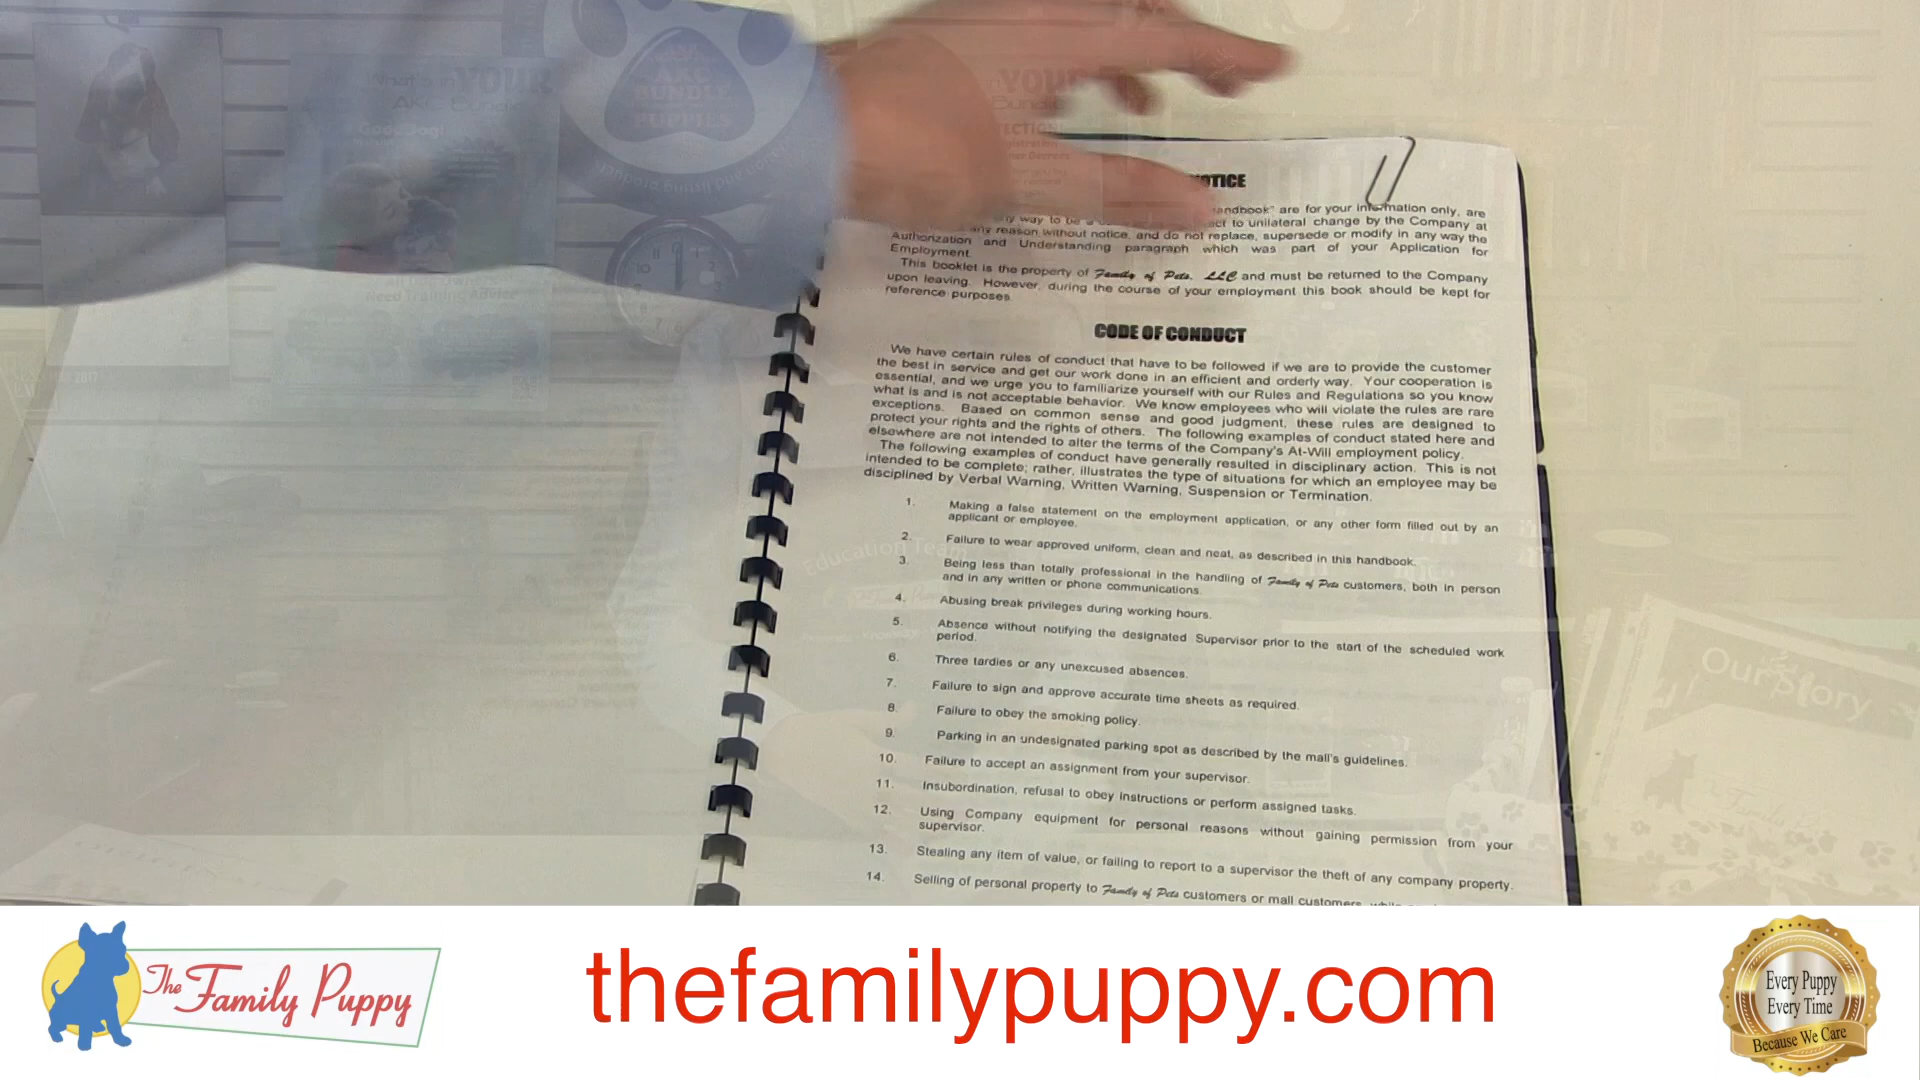 What's in YOUR
AKC Bundle
GoodDog!
AKC
BUNDLE
PUPPIES
Need Training Advice
YOUR
NOTICE
andbook" are for your information only, are
to unilateral change by the Company at
any reason without notice, and do not replace, supersede or modify in any way the
Authorization and Understanding paragraph which was part of your Application for
Employment.
This booklet is the property of Family of Pets, LLC and must be returned to the Company
upon leaving. However, during the course of your employment this book should be kept for
reference purposes.
CODE OF CONDUCT
We have certain rules of conduct that have to be followed if we are to provide the customer
the best in service and get our work done in an efficient and orderly way. Your cooperation is
essential, and we urge you to familiarize yourself with our Rules and Regulations so you know
what is and is not acceptable behavior. We know employees who will violate the rules are rare
exceptions. Based on common sense and good judgment, these rules are designed to
protect your rights and the rights of others. The following examples of conduct stated here and
elsewhere are not intended to alter the terms of the Company's At-Will employment policy.
The following examples of conduct have generally resulted in disciplinary action. This is not
intended to be complete; rather, illustrates the type of situations for which an employee may be
disciplined by Verbal Warning, Written Warning, Suspension or Termination.
1. Making a false statement on the employment application, or any other form filled out by an
applicant or employee.
2. Failure to wear approved uniform, clean and neat, as described in this handbook.
3. Being less than totally professional in the handling of Family of Pets customers, both in person
and in any written or phone communications.
4. Abusing break privileges during working hours.
5. Absence without notifying the designated Supervisor prior to the start of the scheduled work
period.
6. Three tardies or any unexcused absences.
7. Failure to sign and approve accurate time sheets as required.
8. Failure to obey the smoking policy.
9. Parking in an undesignated parking spot as described by the mall's guidelines.
10. Failure to accept an assignment from your supervisor.
11. Insubordination, refusal to obey instructions or perform assigned tasks.
12. Using Company equipment for personal reasons without gaining permission from your
supervisor.
13. Stealing any item of value, or failing to report to a supervisor the theft of any company property.
14. Selling of personal property to Family of Pets customers or mall customers,
Education Team
Our Story
The Family Puppy
thefamilypuppy.com
Every Puppy
Every Time
Because We Care